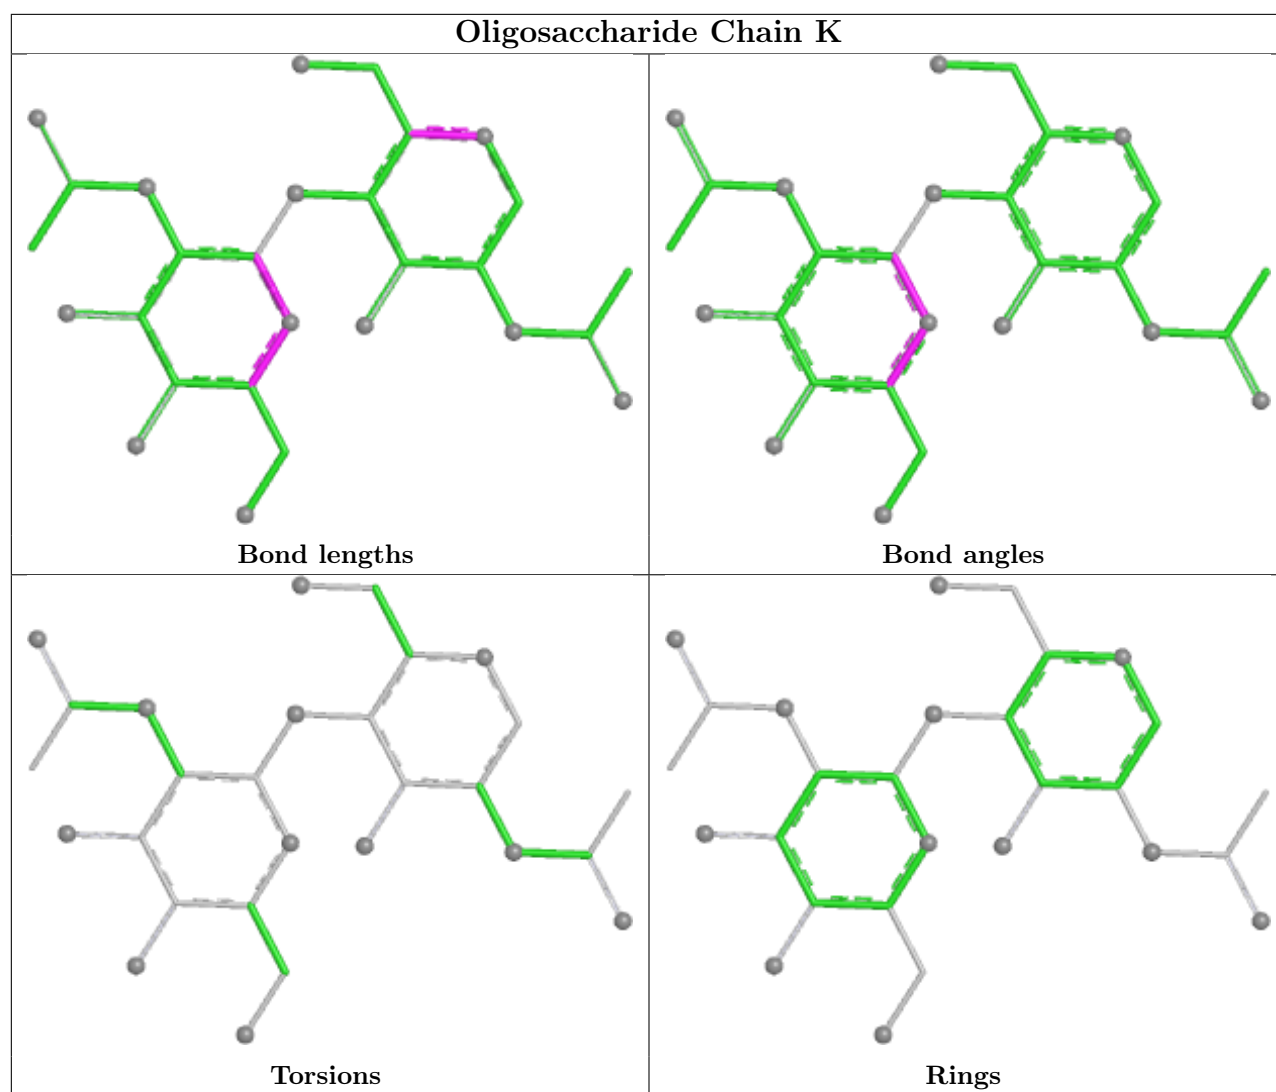 Oligosaccharide Chain K
Bond lengths
Bond angles
Torsions
Rings